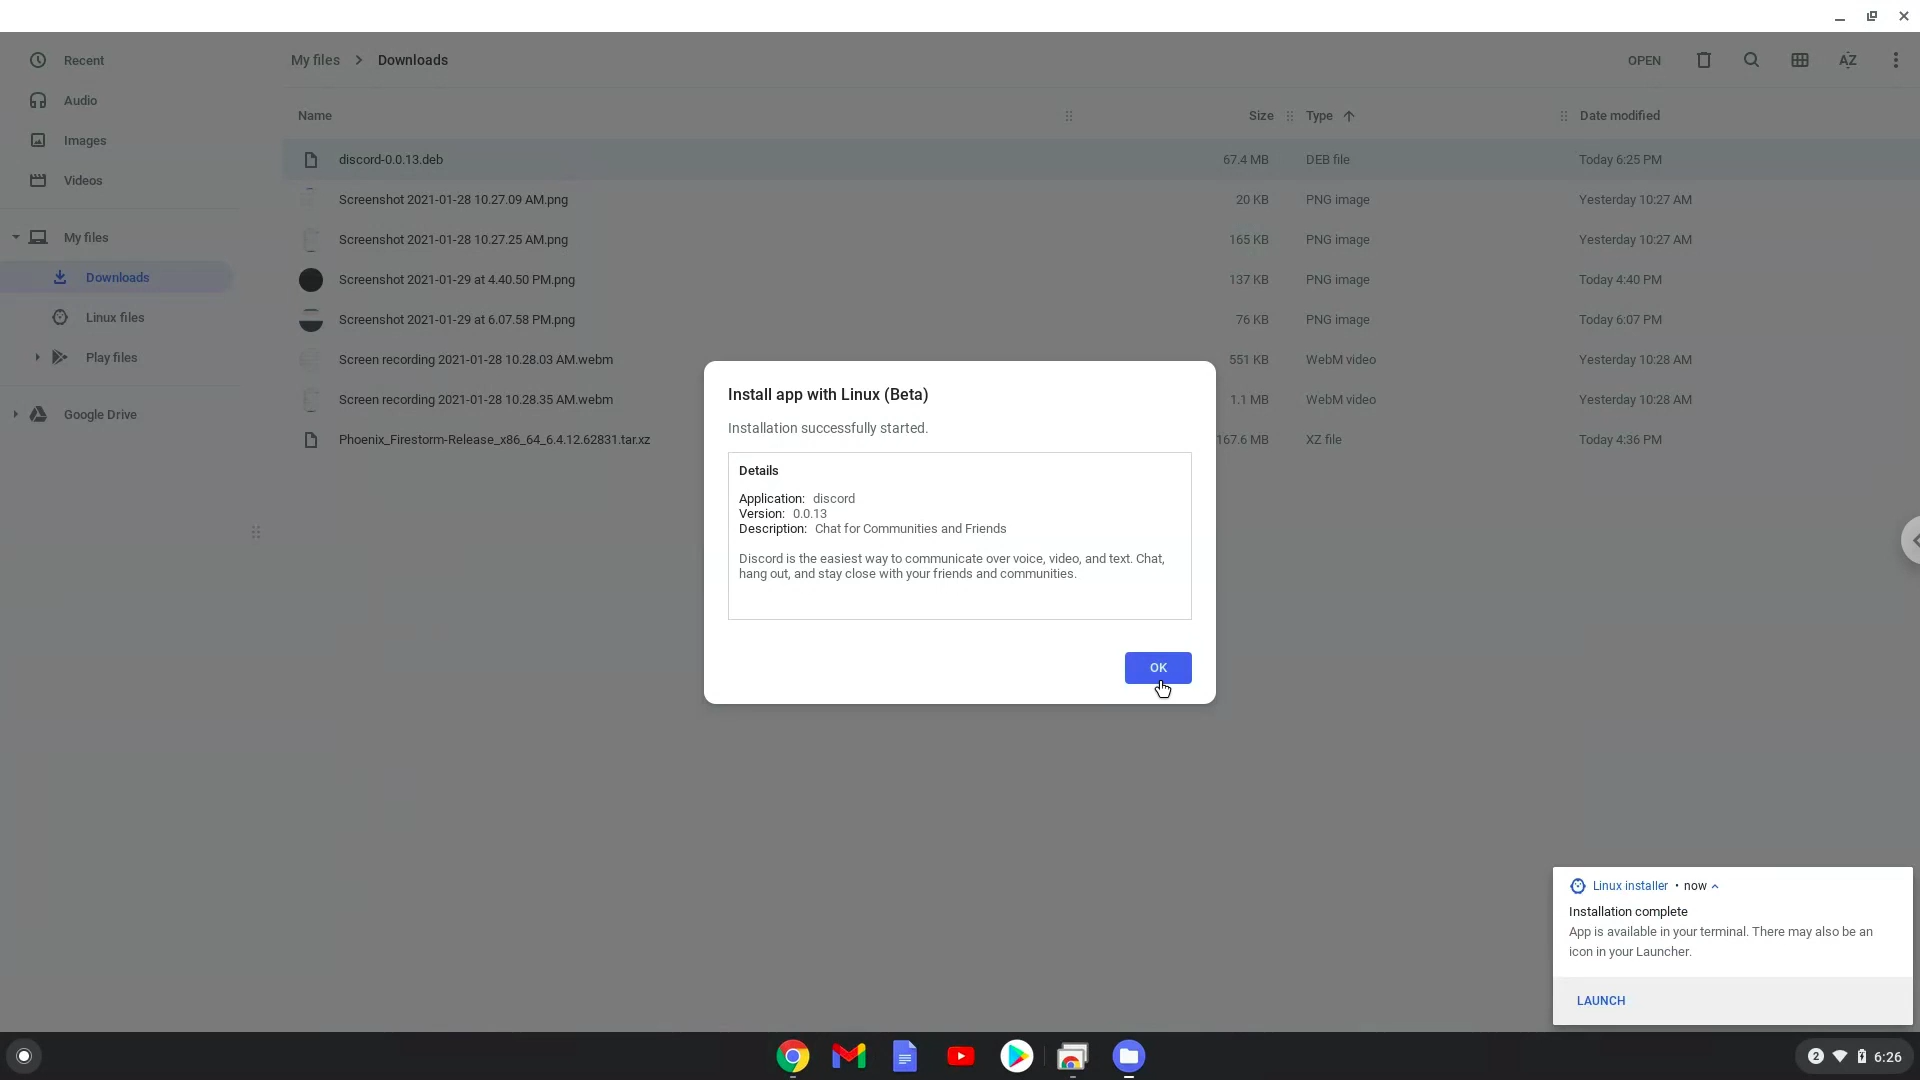 Recent
Audio
Images
Videos
My files
Downloads
Linux files
Play files
Google Drive
My files Downloads
OPEN
AZ
Name Size Type Date modified
discord-0.0.13.deb 67.4 MB DEB file Today 6:25 PM
Screenshot 2021-01-28 10.27.09 AM.png 20 KB PNG image Yesterday 10:27 AM
Screenshot 2021-01-28 10.27.25 AM.png 165 KB PNG image Yesterday 10:27 AM
Screenshot 2021-01-29 at 4.40.50 PM.png 137 KB PNG image Today 4:40 PM
Screenshot 2021-01-29 at 6.07.58 PM.png 76 KB PNG image Today 6:07 PM
Screen recording 2021-01-28 10.28.03 AM.webm 551 KB WebM video Yesterday 10:28 AM
Screen recording 2021-01-28 10.28.35 AM.webm 1.1 MB WebM video Yesterday 10:28 AM
Phoenix_Firestorm-Release_x86_64_6.4.12.62831.tar.xz 167.6 MB XZ file Today 4:36 PM
Install app with Linux (Beta)
Installation successfully started.
Details
Application: discord
Version: 0.0.13
Description: Chat for Communities and Friends
Discord is the easiest way to communicate over voice, video, and text. Chat,
hang out, and stay close with your friends and communities.
OK
Linux installer • now
Installation complete
App is available in your terminal. There may also be an
icon in your Launcher.
LAUNCH
2 6:26